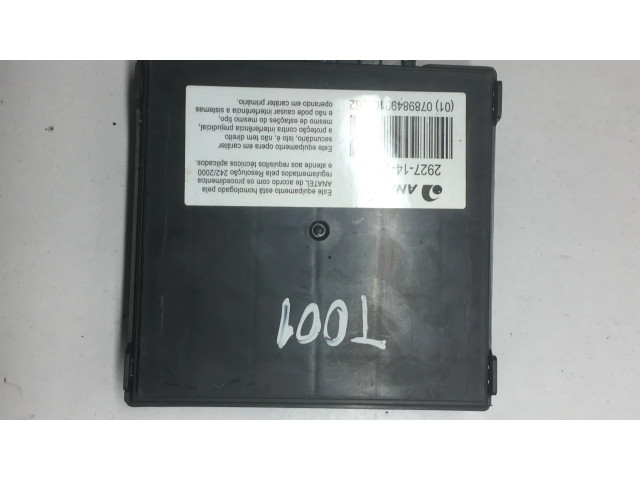 Este equipamento está homologado pela
ANATEL de acordo com os procedimentos
regulamentados pela Resolução 242/2000
e atende aos requisitos técnicos aplicados.
Este equipamento opera em caráter
secundário, isto, é, não tem direito
a proteção contra interferência prejudicial,
mesmo de estações do mesmo tipo,
e não pode causar interferência a sistemas
operando em caráter primário.
2927-14-
(01)
T001